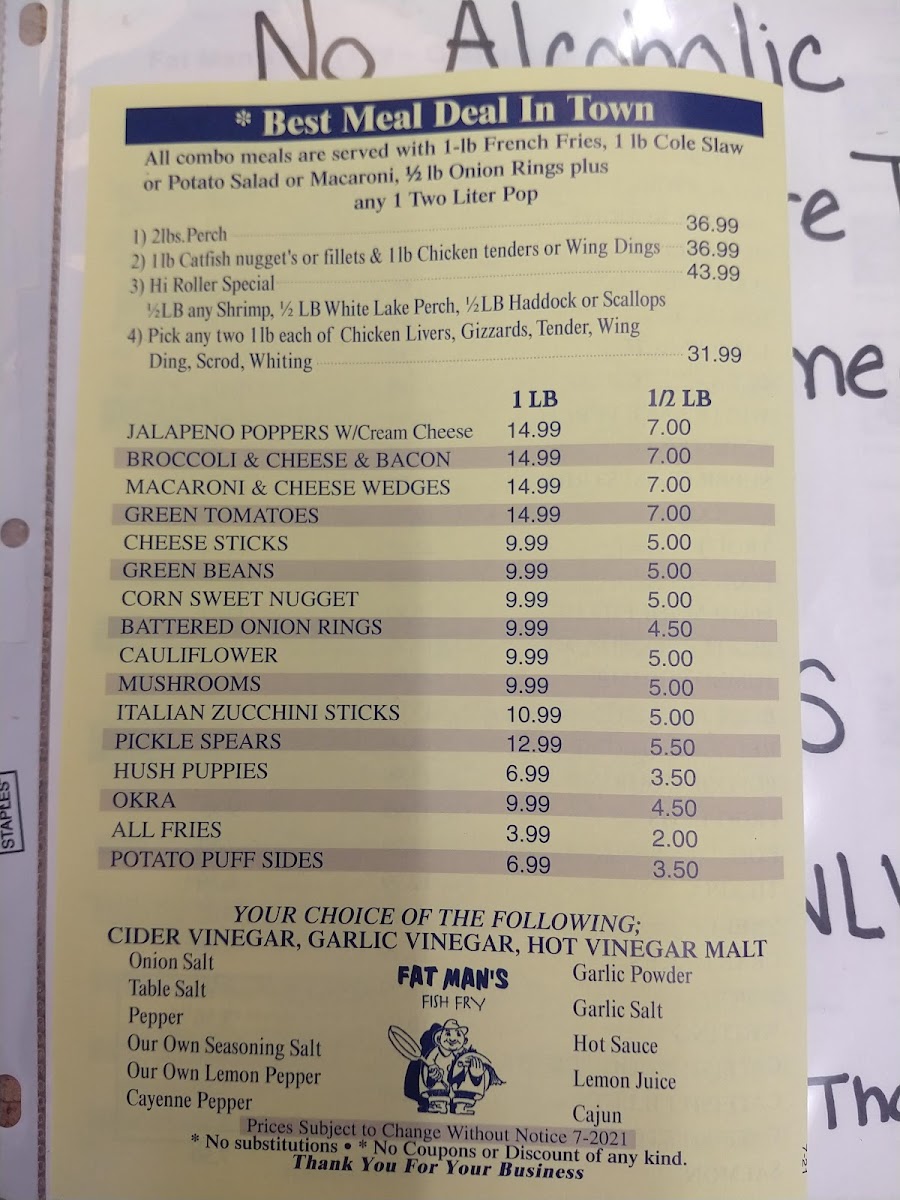 No Alcoholic
* Best Meal Deal In Town
All combo meals are served with 1-lb French Fries, 1 lb Cole Slaw
or Potato Salad or Macaroni, ½ lb Onion Rings plus
any 1 Two Liter Pop
1) 2lbs.Perch 36.99
2) 1 lb Catfish nugget's or fillets & 1lb Chicken tenders or Wing Dings 36.99
3) Hi Roller Special 43.99
½LB any Shrimp, ½ LB White Lake Perch, ½LB Haddock or Scallops
4) Pick any two 1 lb each of Chicken Livers, Gizzards, Tender, Wing
Ding, Scrod, Whiting 31.99
1 LB 1/2 LB
JALAPENO POPPERS W/Cream Cheese 14.99 7.00
BROCCOLI & CHEESE & BACON 14.99 7.00
MACARONI & CHEESE WEDGES 14.99 7.00
GREEN TOMATOES 14.99 7.00
CHEESE STICKS 9.99 5.00
GREEN BEANS 9.99 5.00
CORN SWEET NUGGET 9.99 5.00
BATTERED ONION RINGS 9.99 4.50
CAULIFLOWER 9.99 5.00
MUSHROOMS 9.99 5.00
ITALIAN ZUCCHINI STICKS 10.99 5.00
PICKLE SPEARS 12.99 5.50
HUSH PUPPIES 6.99 3.50
OKRA 9.99 4.50
ALL FRIES 3.99 2.00
POTATO PUFF SIDES 6.99 3.50
STAPLES
YOUR CHOICE OF THE FOLLOWING;
CIDER VINEGAR, GARLIC VINEGAR, HOT VINEGAR MALT
Onion Salt
Table Salt
Pepper
Our Own Seasoning Salt
Our Own Lemon Pepper
Cayenne Pepper
FAT MAN'S
FISH FRY
Garlic Powder
Garlic Salt
Hot Sauce
Lemon Juice
Cajun
Prices Subject to Change Without Notice 7-2021
* No substitutions • * No Coupons or Discount of any kind.
Thank You For Your Business
7-21